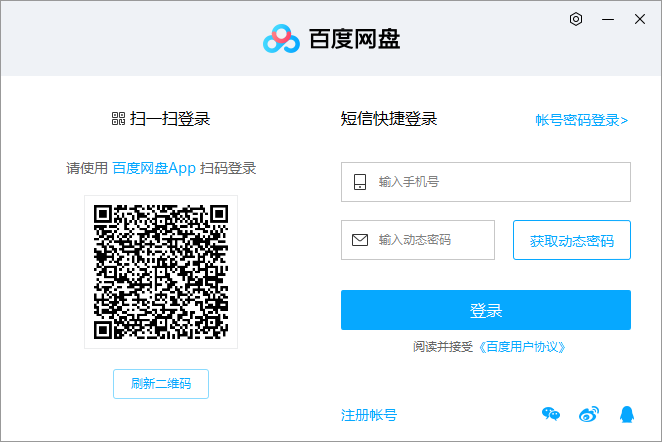 百度网盘
扫一扫登录
请使用 百度网盘App 扫码登录
刷新二维码
短信快捷登录
帐号密码登录>
输入手机号
输入动态密码
获取动态密码
登录
阅读并接受《百度用户协议》
注册帐号